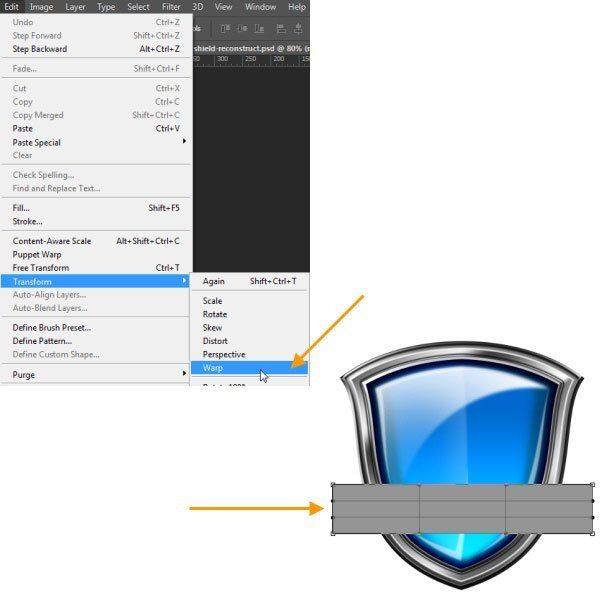 Edit Image Layer Type Select Filter 3D View Window Help
Undo Ctrl+Z
Step Forward Shift+Ctrl+Z
Step Backward Alt+Ctrl+Z
Fade... Shift+Ctrl+F
Cut Ctrl+X
Copy Ctrl+C
Copy Merged Shift+Ctrl+C
Paste Ctrl+V
Paste Special
Clear
Check Spelling...
Find and Replace Text...
Fill... Shift+F5
Stroke...
Content-Aware Scale Alt+Shift+Ctrl+C
Puppet Warp
Free Transform Ctrl+T
Transform
Auto-Align Layers...
Auto-Blend Layers...
Define Brush Preset...
Define Pattern...
Define Custom Shape...
Purge
shield-reconstruct.psd @ 80% (r
50 300 250 200 150
Again Shift+Ctrl+T
Scale
Rotate
Skew
Distort
Perspective
Warp
Rotate 180°